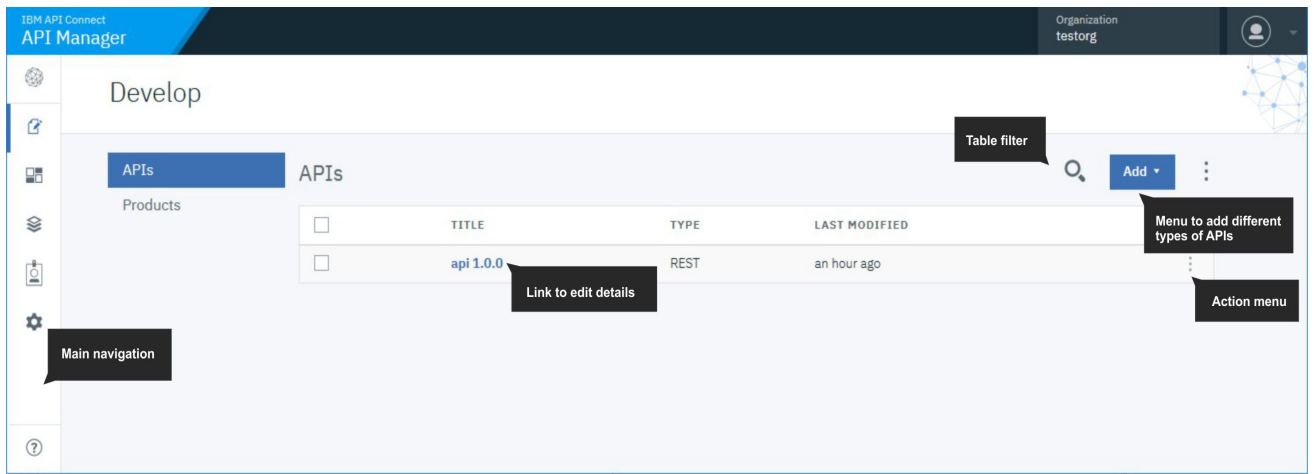 IBM API Connect
API Manager
Organization
testorg
Develop
Table filter
APIs
Products
APIs
Add
Menu to add different
types of APIs
TITLE
TYPE
LAST MODIFIED
api 1.0.0
REST
an hour ago
Link to edit details
Action menu
Main navigation
?